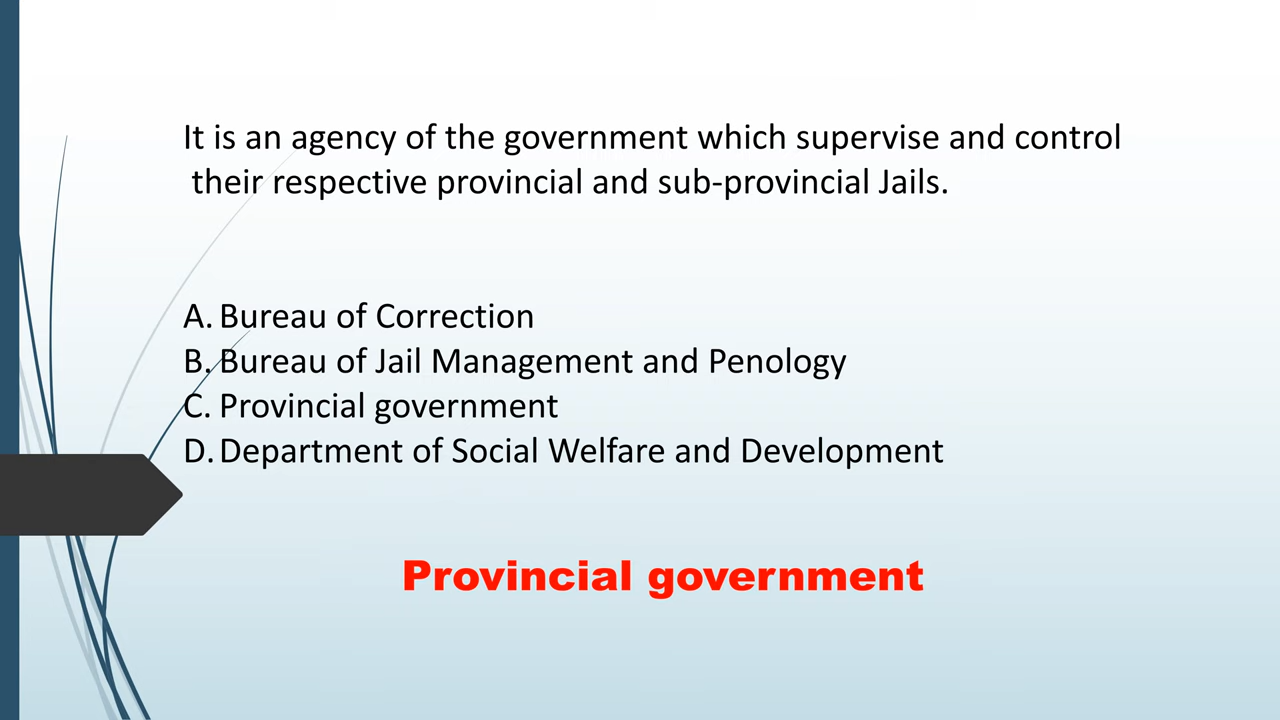 It is an agency of the government which supervise and control
their respective provincial and sub-provincial Jails.
A. Bureau of Correction
B. Bureau of Jail Management and Penology
C. Provincial government
D. Department of Social Welfare and Development
Provincial government